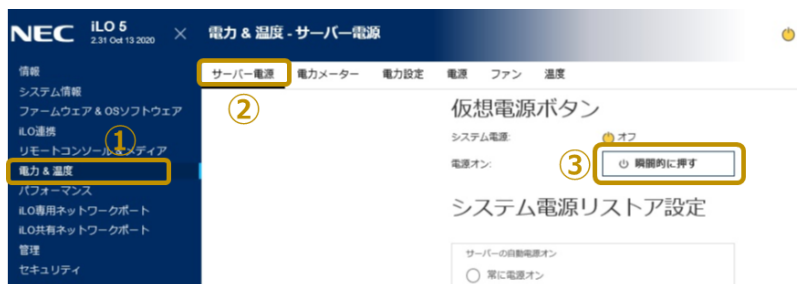 NEC
iLO 5
2.31 Oct 13 2020
電力 & 温度 - サーバー電源
情報
システム情報
ファームウェア & OSソフトウェア
iLO連携
リモートコンソール & メディア
電力 & 温度
パフォーマンス
iLO専用ネットワークポート
iLO共有ネットワークポート
管理
セキュリティ
①
サーバー電源 電力メーター 電力設定 電源 ファン 温度
②
仮想電源ボタン
システム電源: オフ
電源オン: ③ 瞬間的に押す
システム電源リストア設定
サーバーの自動電源オン
常に電源オン